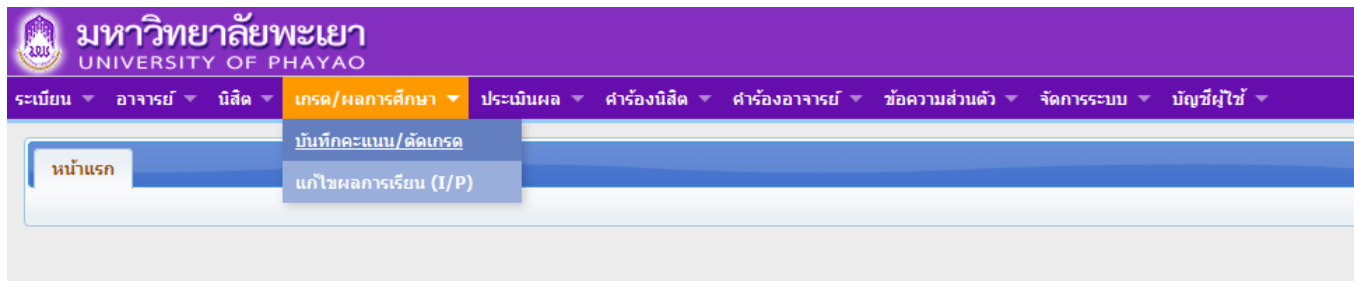 มหาวิทยาลัยพะเยา
UNIVERSITY OF PHAYAO
ระเบียน อาจารย์ นิสิต เกรด/ผลการศึกษา ประเมินผล คำร้องนิสิต คำร้องอาจารย์ ข้อความส่วนตัว จัดการระบบ บัญชีผู้ใช้
บันทึกคะแนน/ตัดเกรด
หน้าแรก
แก้ไขผลการเรียน (I/P)